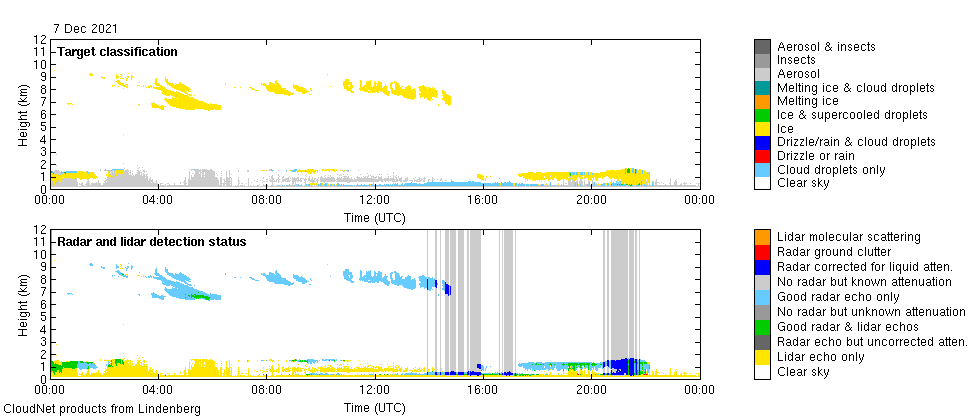 7 Dec 2021
Target classification
Height (km)
12
11
10
9
8
7
6
5
4
3
2
1
0
00:00 04:00 08:00 12:00 16:00 20:00 00:00
Time (UTC)
Aerosol & insects
Insects
Aerosol
Melting ice & cloud droplets
Melting ice
Ice & supercooled droplets
Ice
Drizzle/rain & cloud droplets
Drizzle or rain
Cloud droplets only
Clear sky
Radar and lidar detection status
Height (km)
12
11
10
9
8
7
6
5
4
3
2
1
0
00:00 04:00 08:00 12:00 16:00 20:00 00:00
Time (UTC)
Lidar molecular scattering
Radar ground clutter
Radar corrected for liquid atten.
No radar but known attenuation
Good radar echo only
No radar but unknown attenuation
Good radar & lidar echos
Radar echo but uncorrected atten.
Lidar echo only
Clear sky
CloudNet products from Lindenberg